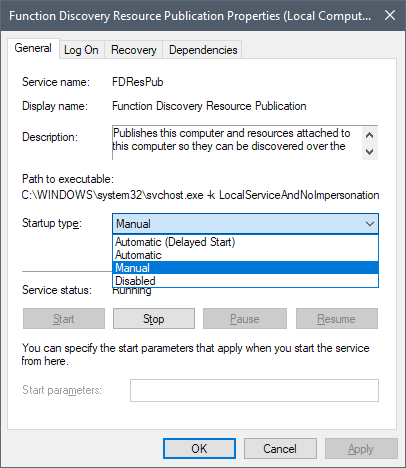 Function Discovery Resource Publication Properties (Local Comput...
General Log On Recovery Dependencies
Service name: FDResPub
Display name: Function Discovery Resource Publication
Description: Publishes this computer and resources attached to
this computer so they can be discovered over the
Path to executable:
C:\WINDOWS\system32\svchost.exe -k LocalServiceAndNoImpersonation
Startup type: Manual
Automatic (Delayed Start)
Automatic
Manual
Disabled
Service status: Running
Start Stop Pause Resume
You can specify the start parameters that apply when you start the service
from here.
Start parameters:
OK Cancel Apply